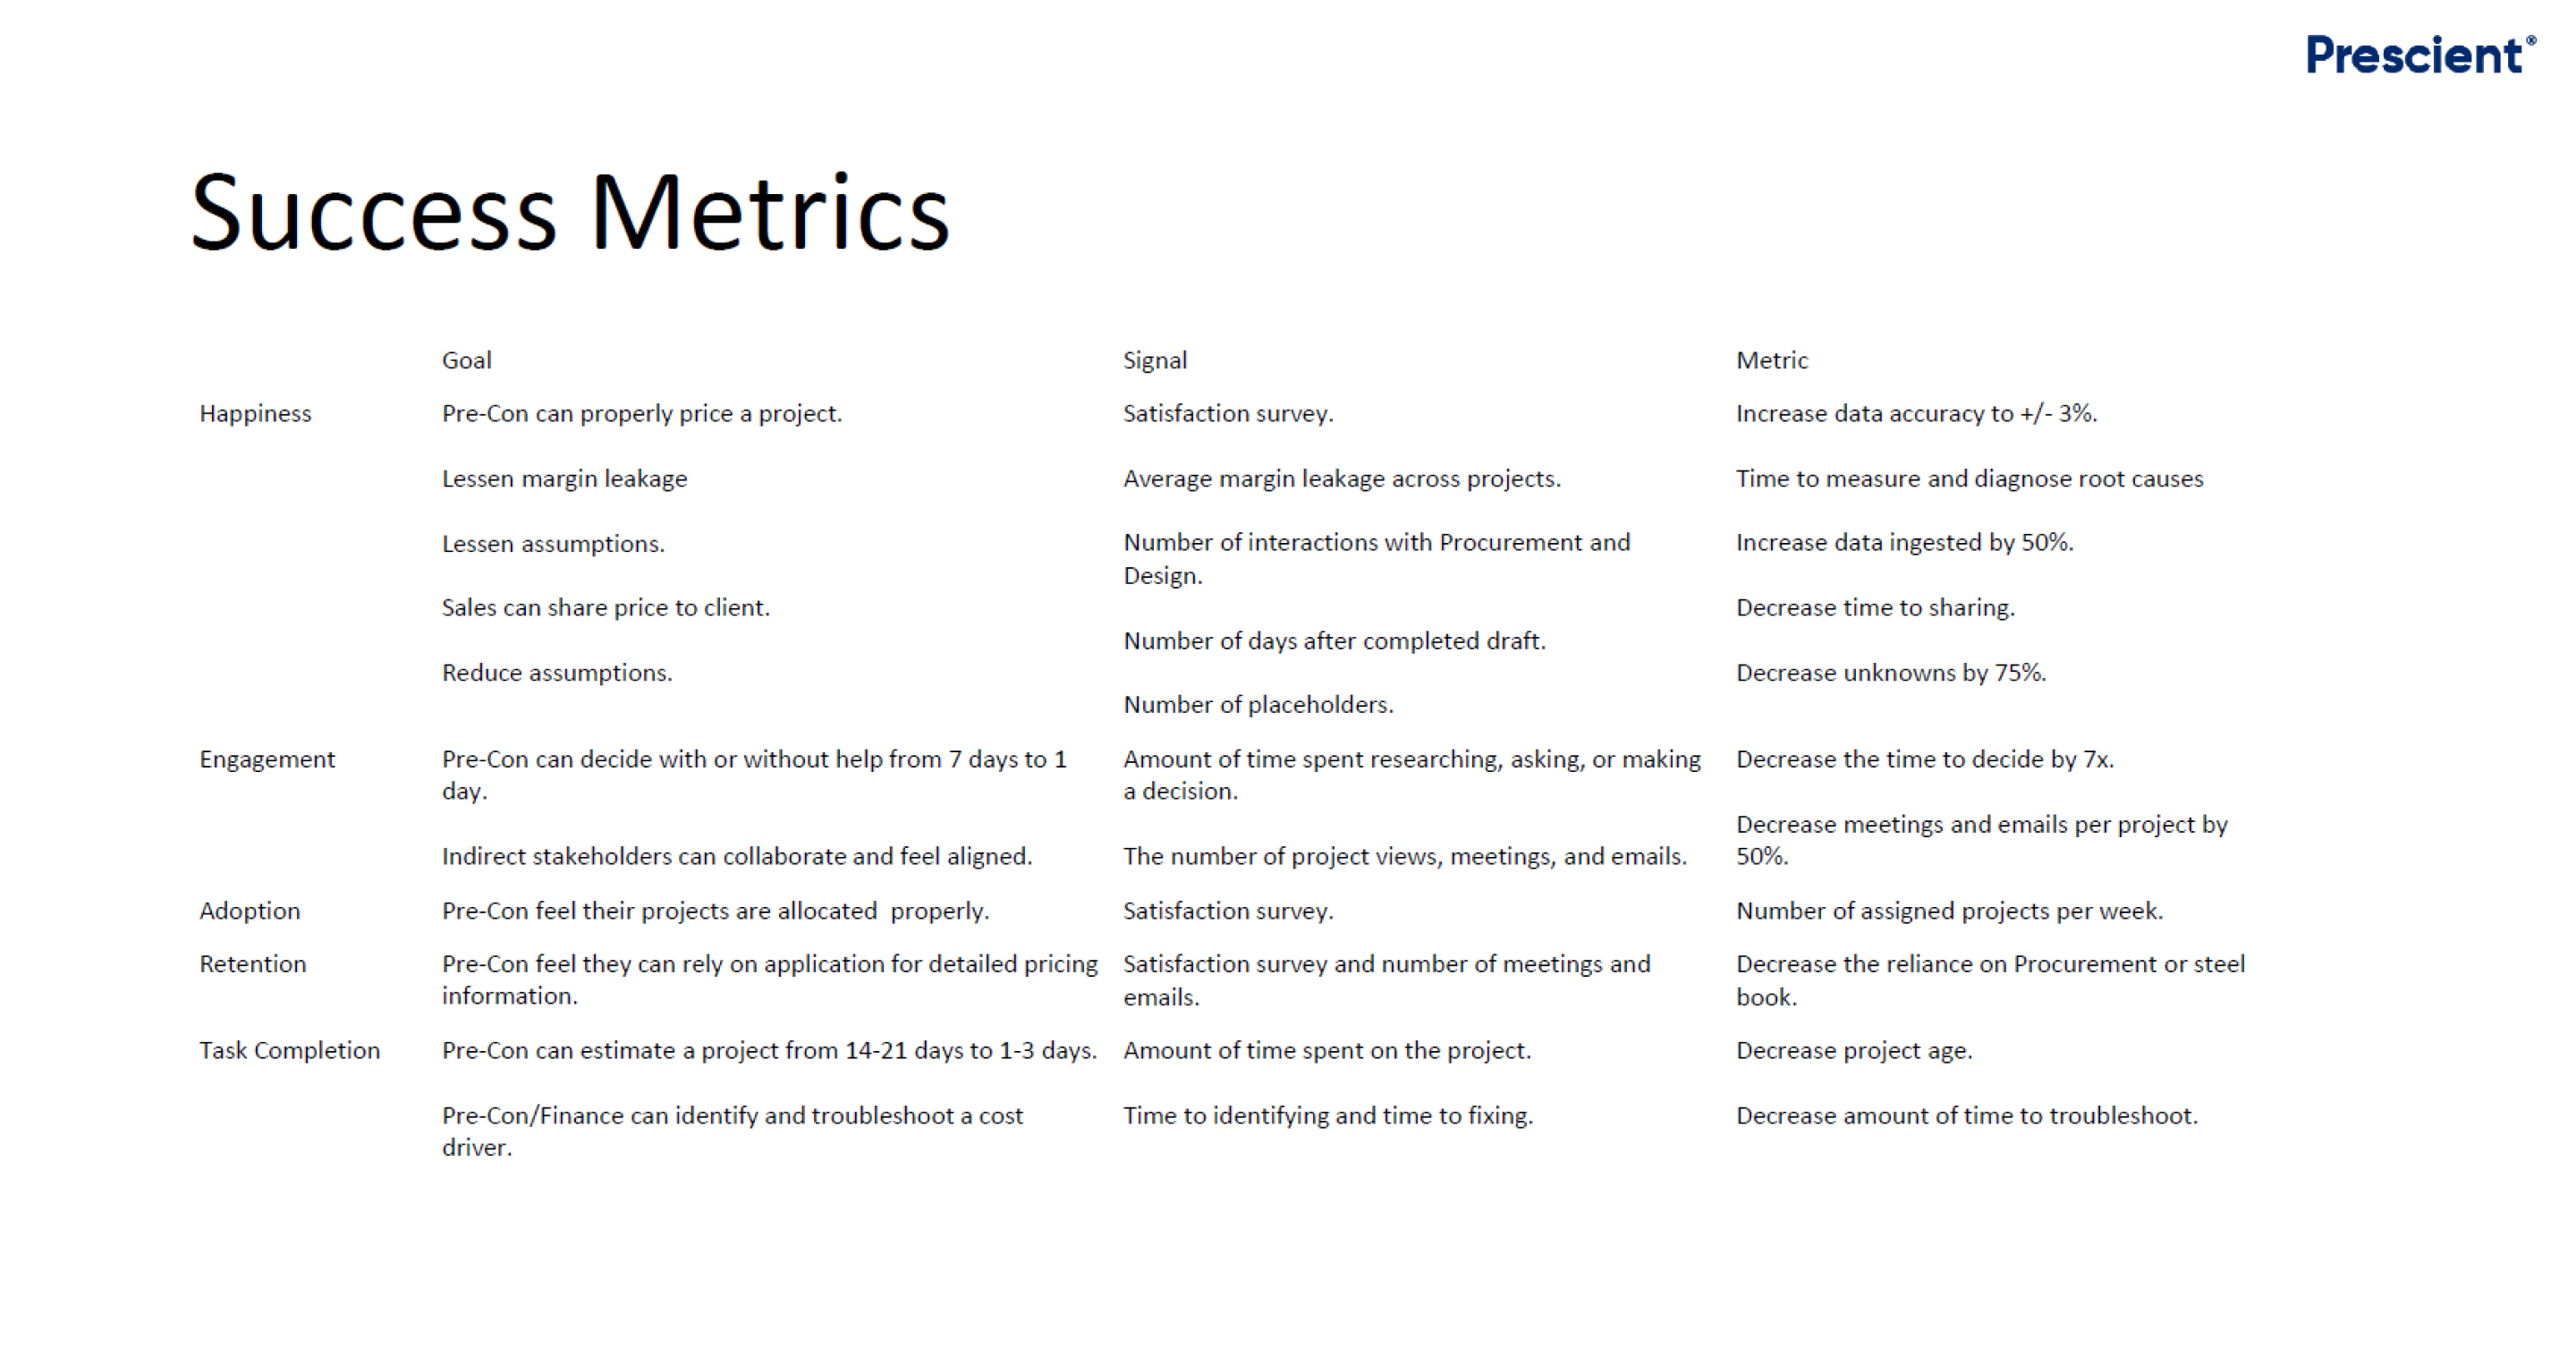 Prescient®
Success Metrics
Goal Signal Metric
Happiness Pre-Con can properly price a project. Satisfaction survey. Increase data accuracy to +/- 3%.
Lessen margin leakage Average margin leakage across projects. Time to measure and diagnose root causes
Lessen assumptions. Number of interactions with Procurement and Increase data ingested by 50%.
Design.
Sales can share price to client. Decrease time to sharing.
Number of days after completed draft.
Reduce assumptions. Decrease unknowns by 75%.
Number of placeholders.
Engagement Pre-Con can decide with or without help from 7 days to 1 Amount of time spent researching, asking, or making Decrease the time to decide by 7x.
day. a decision.
Decrease meetings and emails per project by
Indirect stakeholders can collaborate and feel aligned. The number of project views, meetings, and emails. 50%.
Adoption Pre-Con feel their projects are allocated  properly. Satisfaction survey. Number of assigned projects per week.
Retention Pre-Con feel they can rely on application for detailed pricing Satisfaction survey and number of meetings and Decrease the reliance on Procurement or steel
information. emails. book.
Task Completion Pre-Con can estimate a project from 14-21 days to 1-3 days. Amount of time spent on the project. Decrease project age.
Pre-Con/Finance can identify and troubleshoot a cost Time to identifying and time to fixing. Decrease amount of time to troubleshoot.
driver.